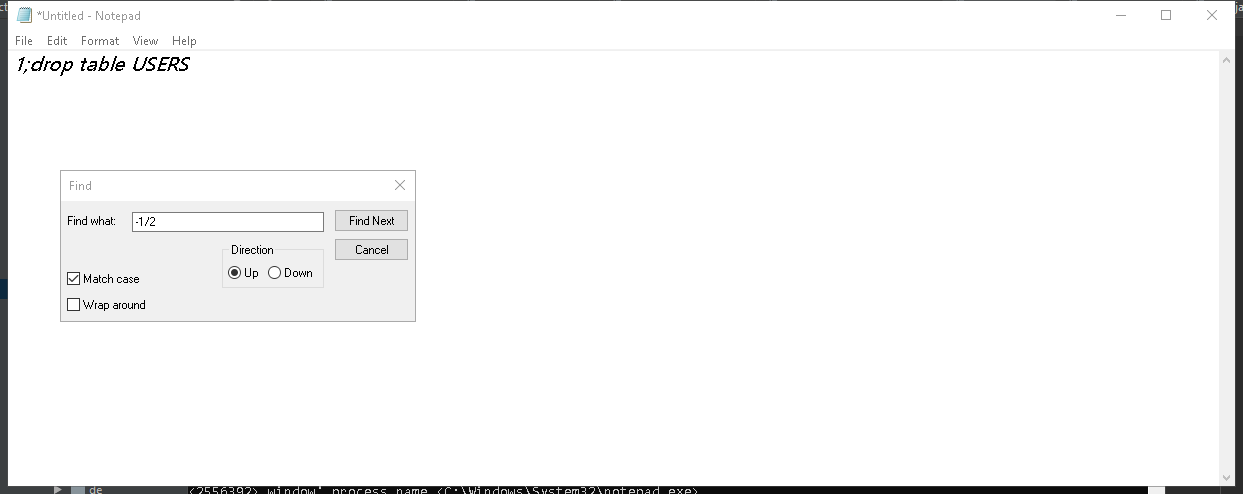 *Untitled - Notepad
File Edit Format View Help
1;drop table USERS
Find
Find what: -1/2 Find Next
Direction Cancel
Up Down
Match case
Wrap around
de <2556392> window' process name <C:\Windows\System32\notepad.exe>